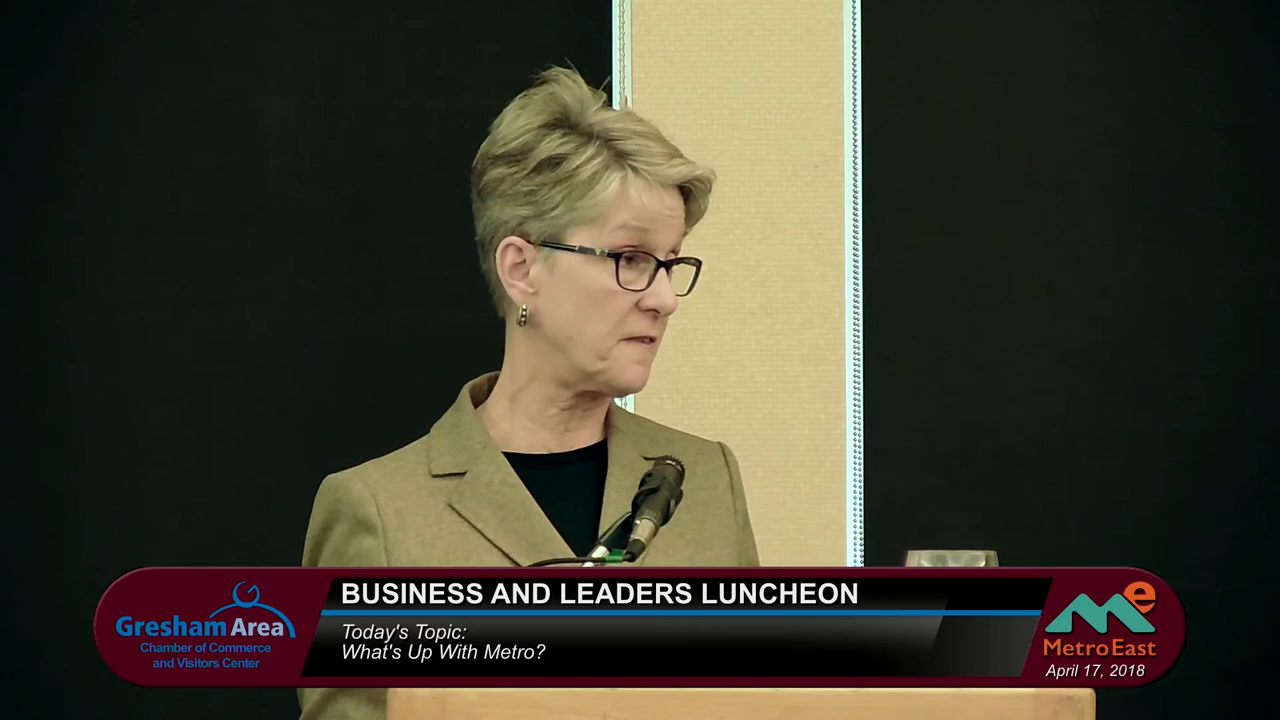 BUSINESS AND LEADERS LUNCHEON
Gresham Area
Chamber of Commerce
and Visitors Center
Today's Topic:
What's Up With Metro?
me
MetroEast
April 17, 2018